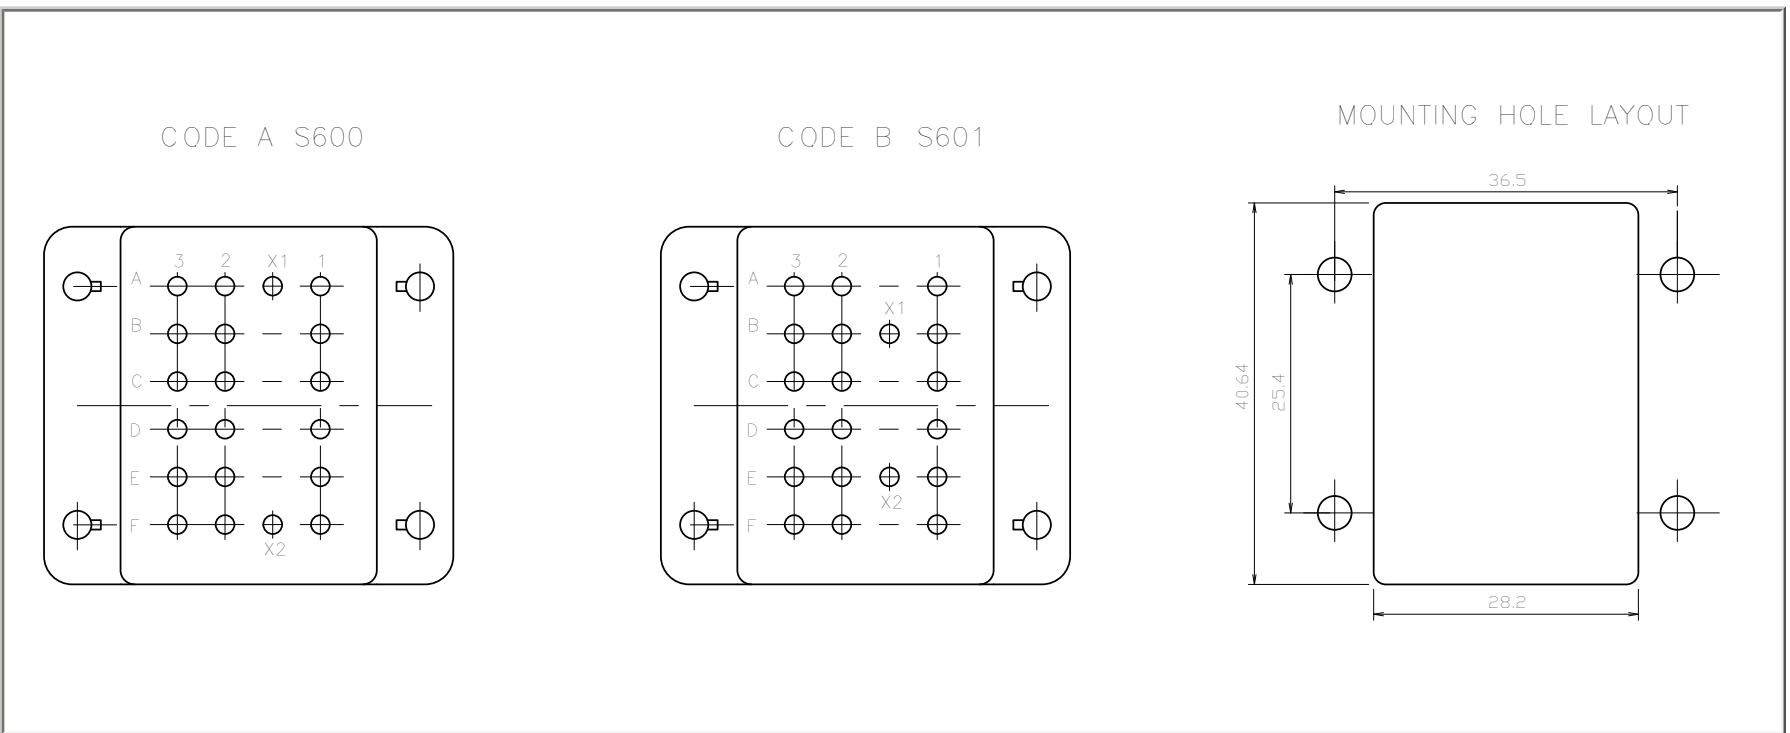 CODE A S600
3 2 X1 1
A
B
C
D
E
F
X2
CODE B S601
3 2 1
A
X1
B
C
D
E
X2
F
MOUNTING HOLE LAYOUT
36.5
40.64
25.4
28.2